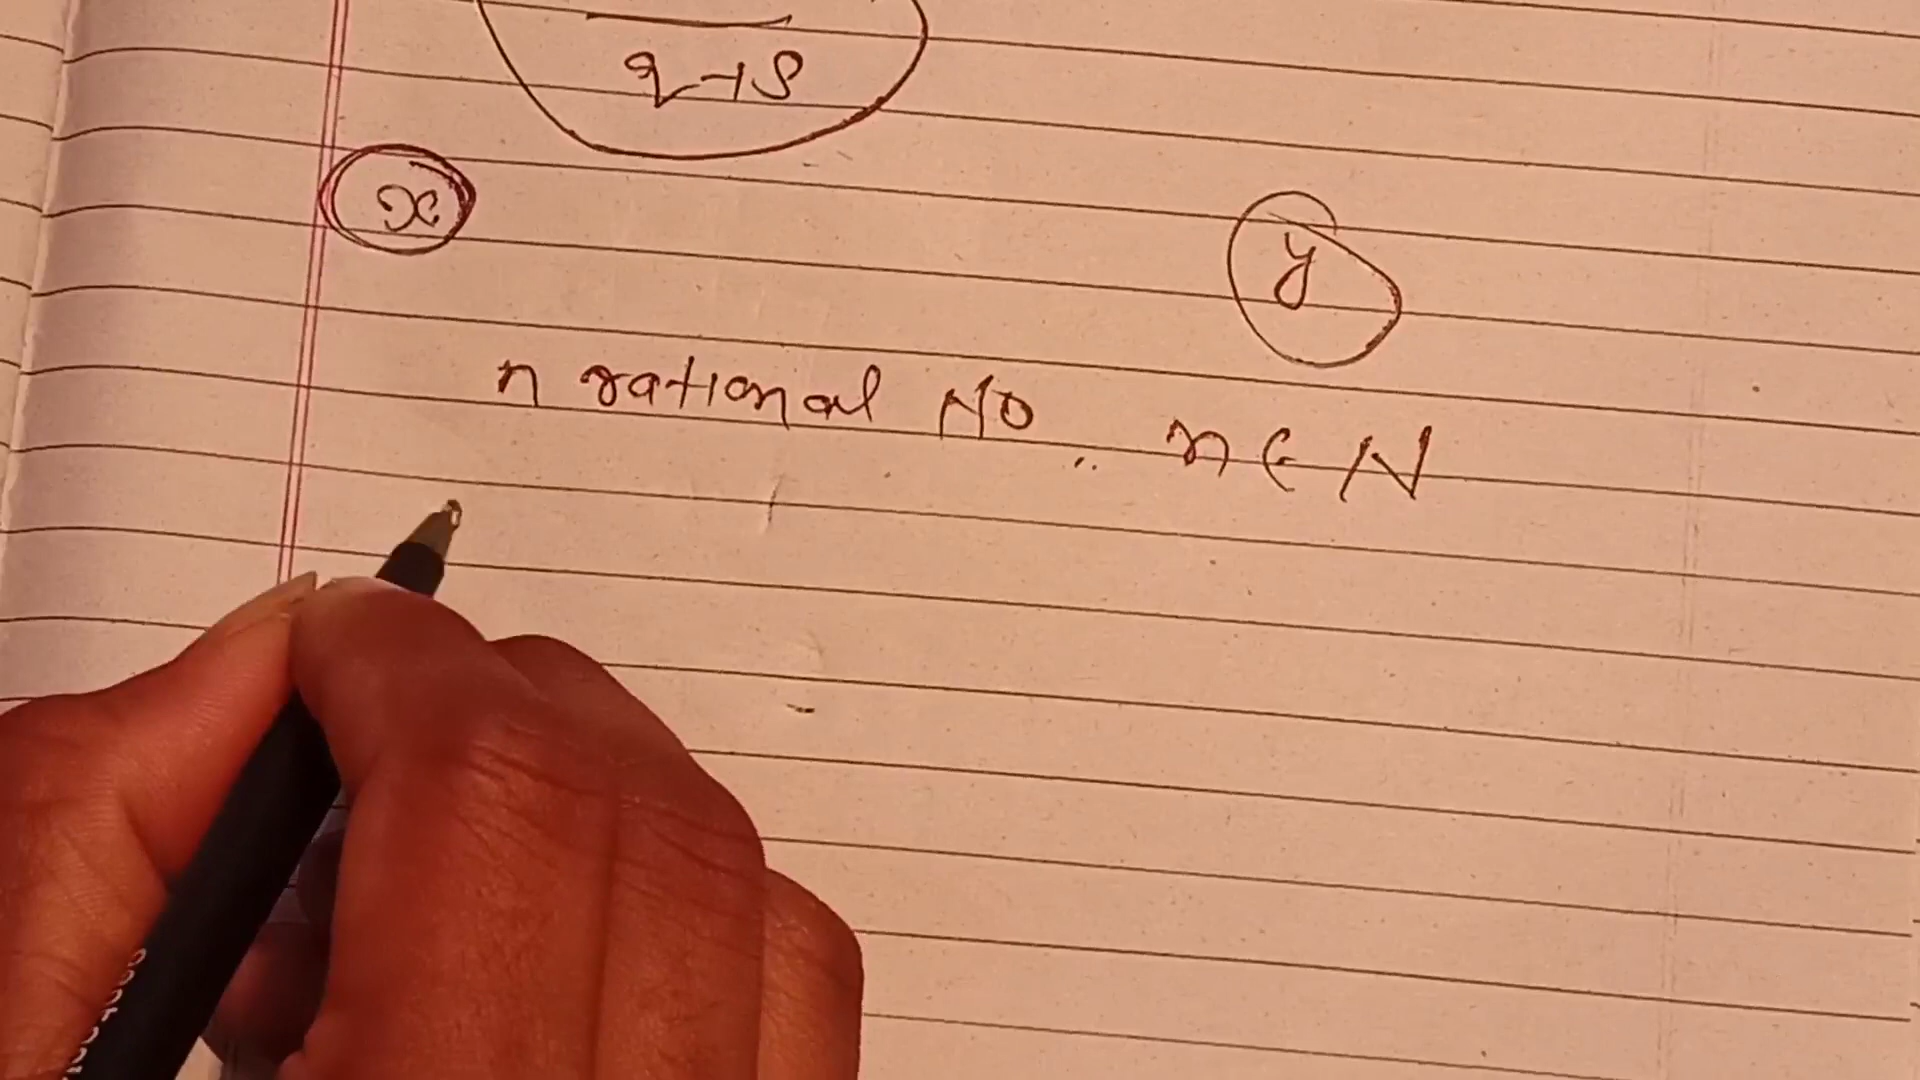 q+s
x y
n rational No. n ∈ N